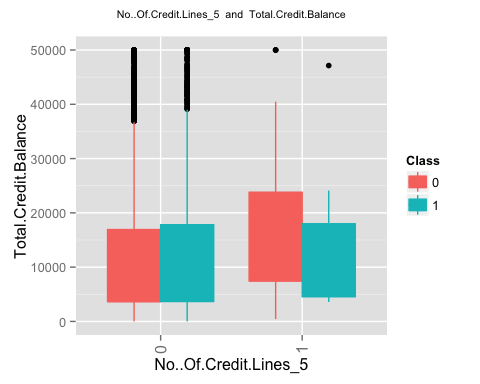 No..Of.Credit.Lines_5 and Total.Credit.Balance
Total.Credit.Balance
50000
40000
30000
20000
10000
0
0
1
No..Of.Credit.Lines_5
Class
0
1